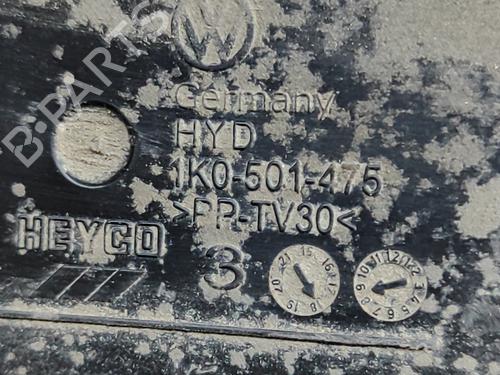 B-PARTS
Germany
HYD
1K0-501-475
>PP-TV30<
HEYCO
3